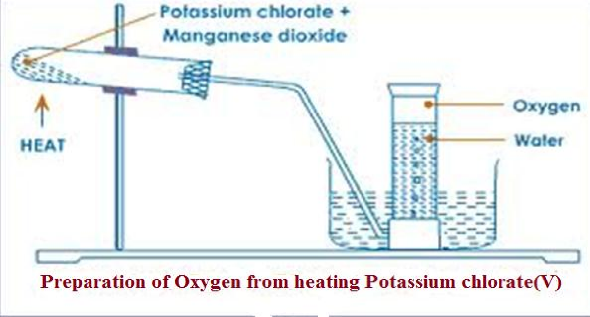 Potassium chlorate +
Manganese dioxide
HEAT
Oxygen
Water
Preparation of Oxygen from heating Potassium chlorate(V)